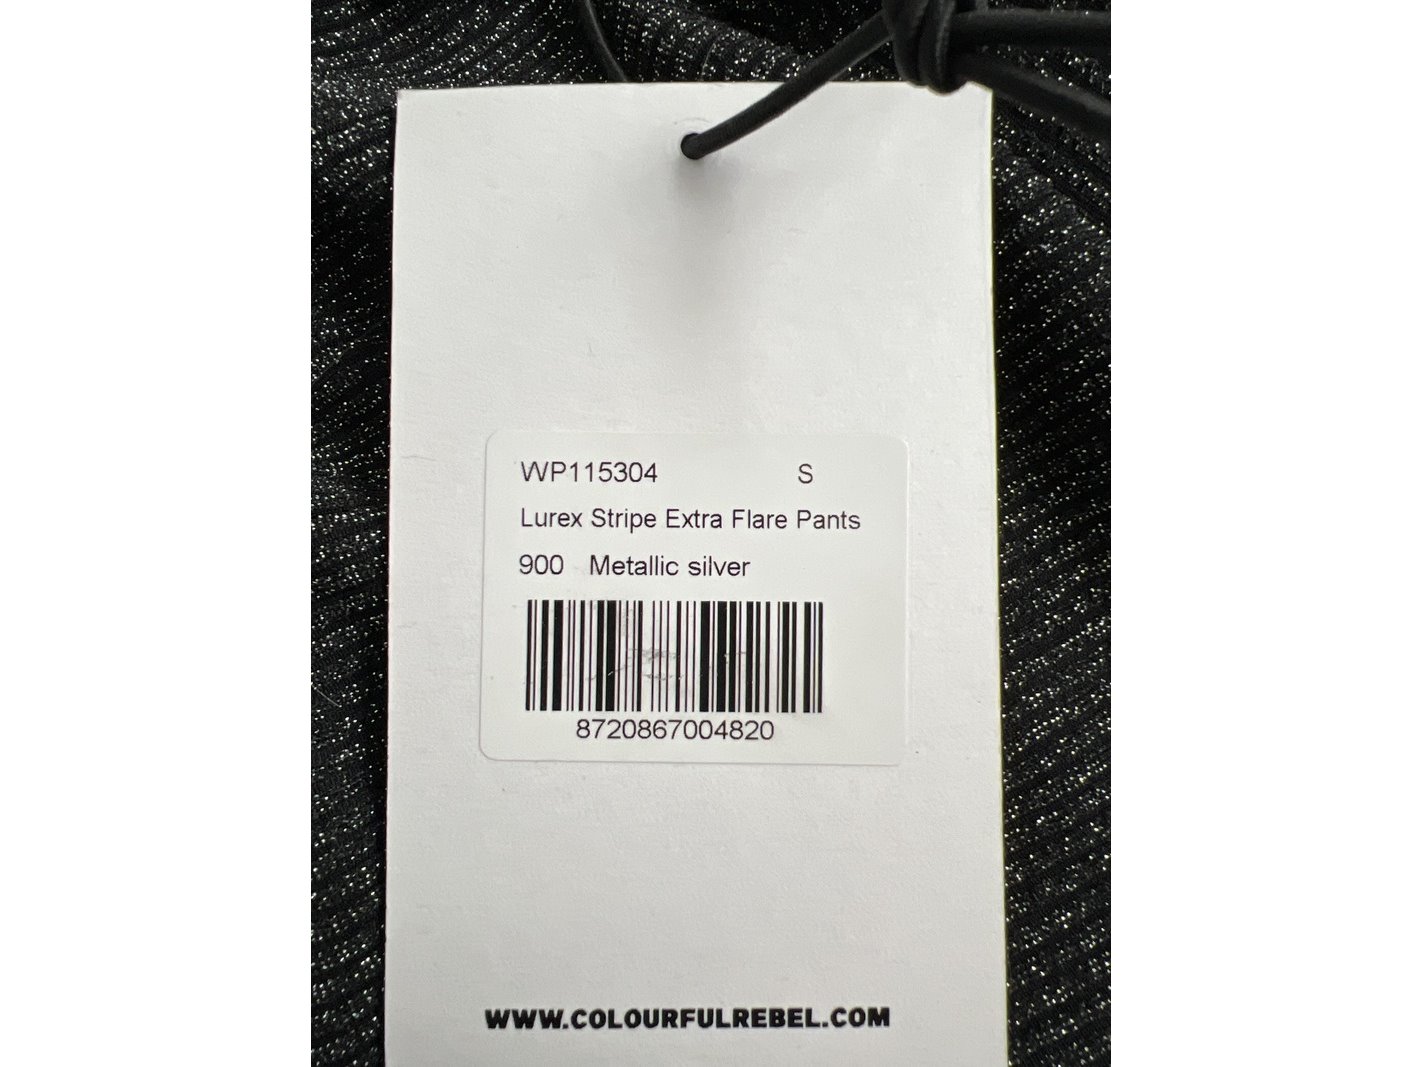 WP115304 S
Lurex Stripe Extra Flare Pants
900 Metallic silver
8720867004820
WWW.COLOURFULREBEL.COM